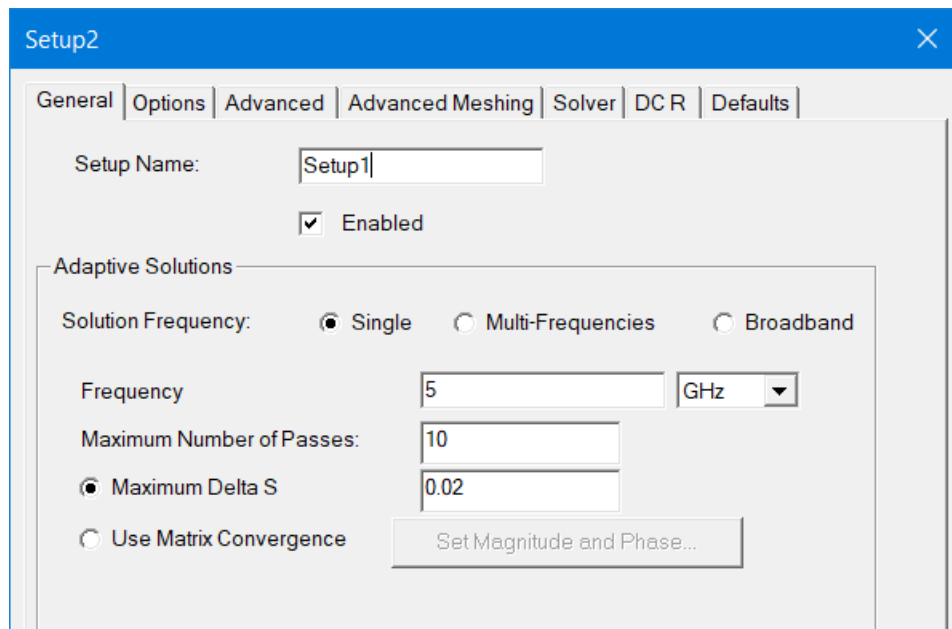 Setup2
General Options Advanced Advanced Meshing Solver DC R Defaults
Setup Name: Setup1
Enabled
Adaptive Solutions
Solution Frequency: Single Multi-Frequencies Broadband
Frequency 5 GHz
Maximum Number of Passes: 10
Maximum Delta S 0.02
Use Matrix Convergence Set Magnitude and Phase...